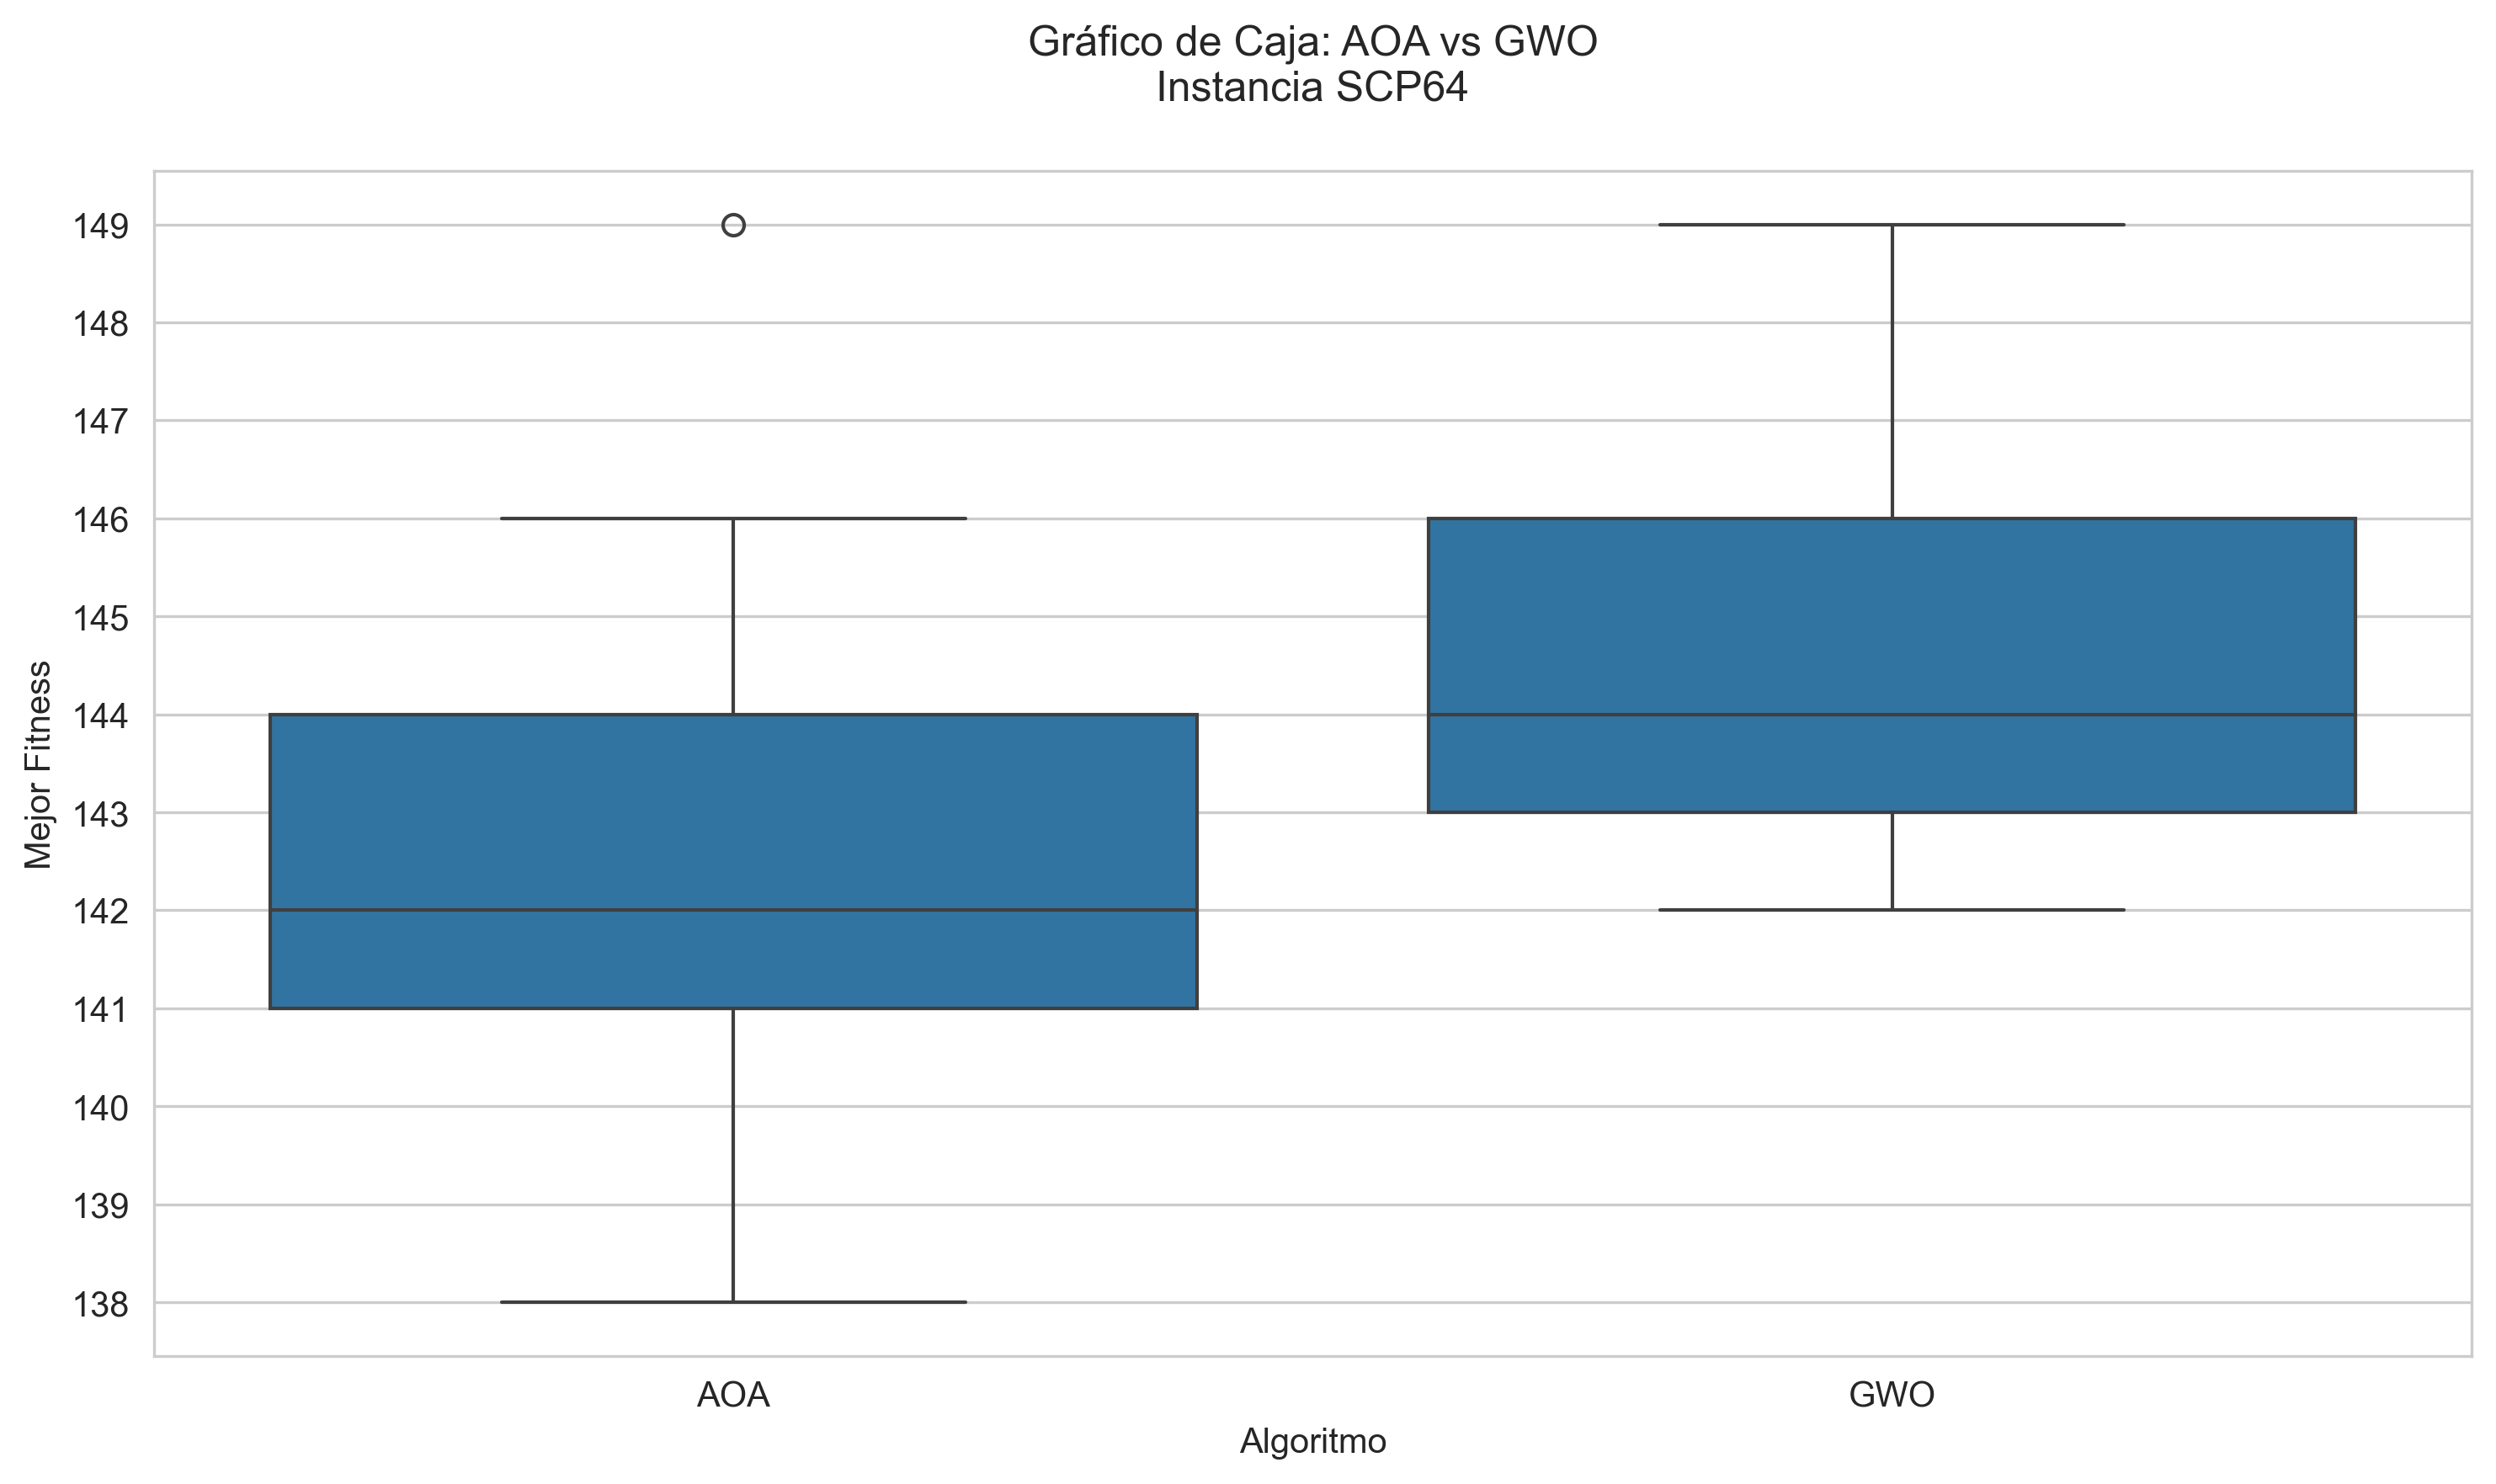 Gráfico de Caja: AOA vs GWO
Instancia SCP64
Mejor Fitness
149
148
147
146
145
144
143
142
141
140
139
138
AOA
GWO
Algoritmo